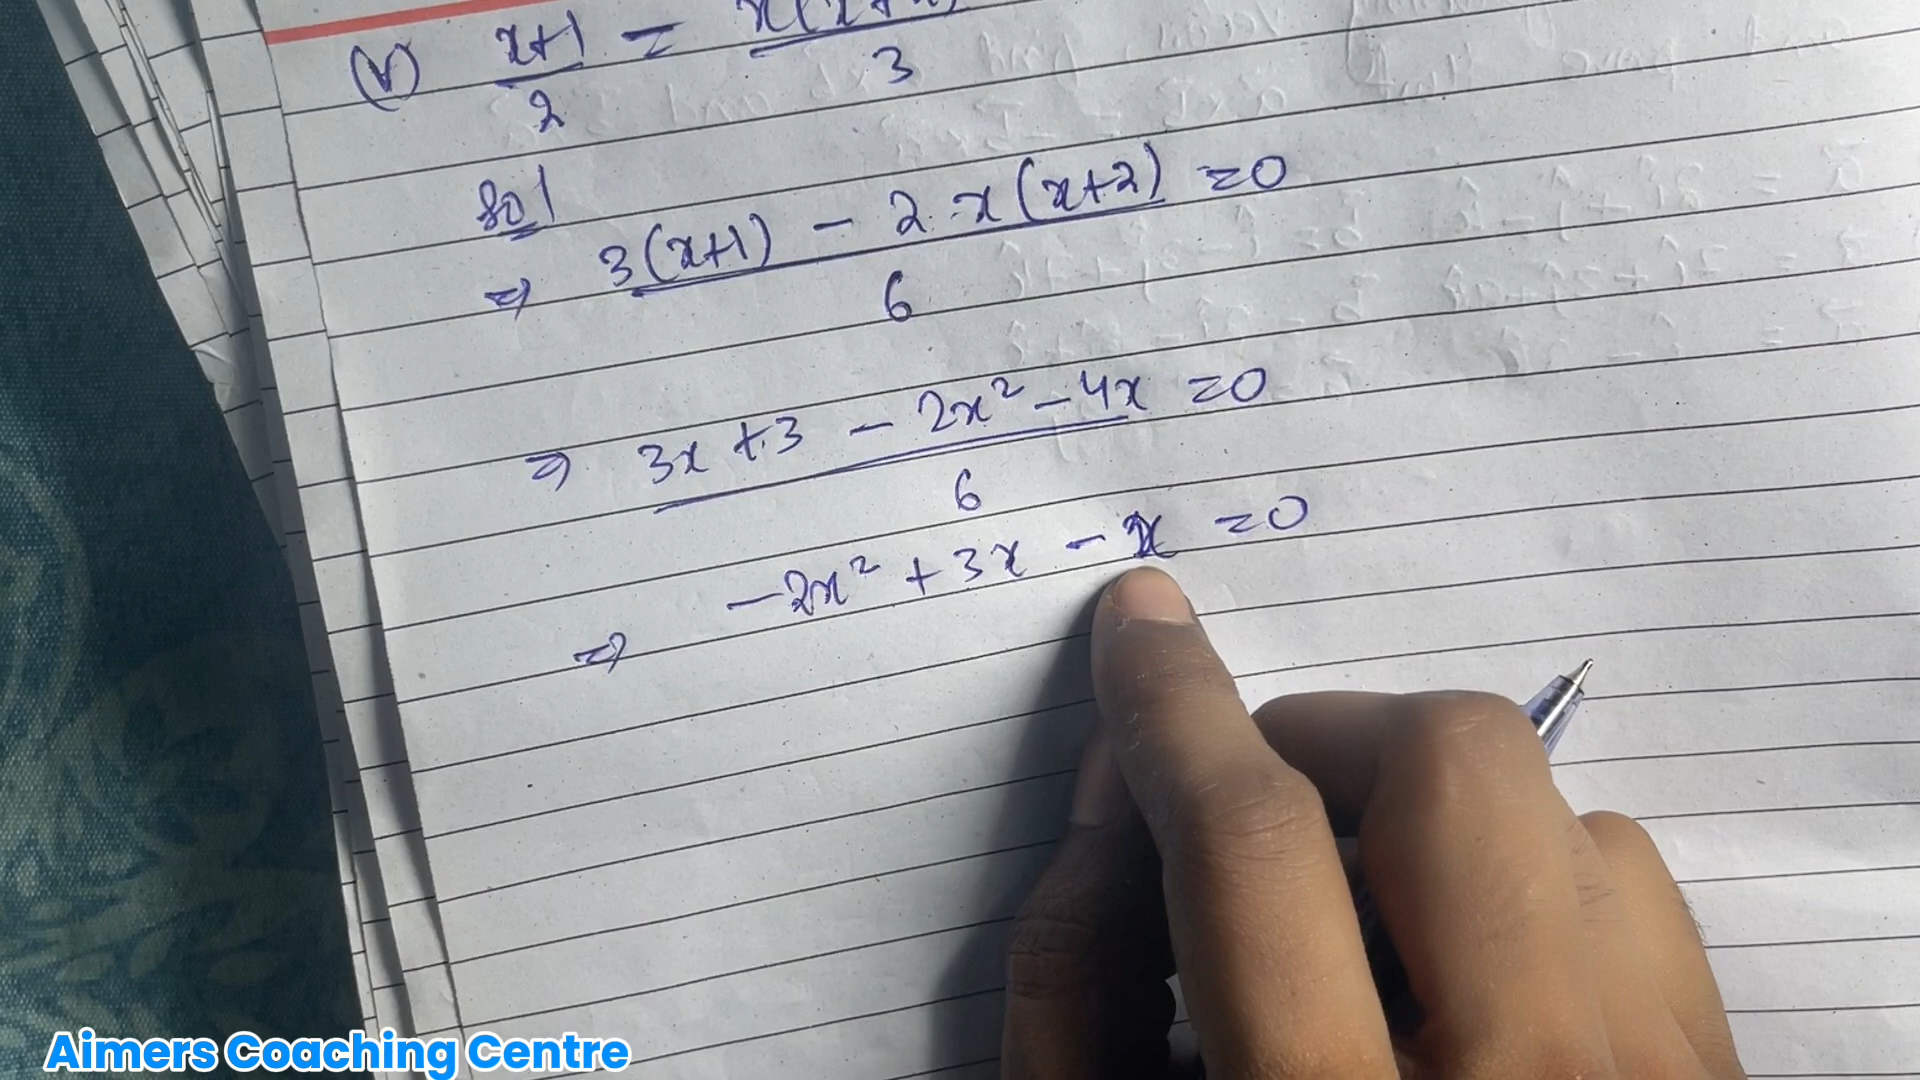 (v) x+1/2 = x(x+2)/3
Sol
⇒ 3(x+1) - 2·x(x+2)/6 =0
⇒ 3x+3 - 2x² - 4x/6 =0
⇒ -2x² + 3x - x =0
Aimers Coaching Centre